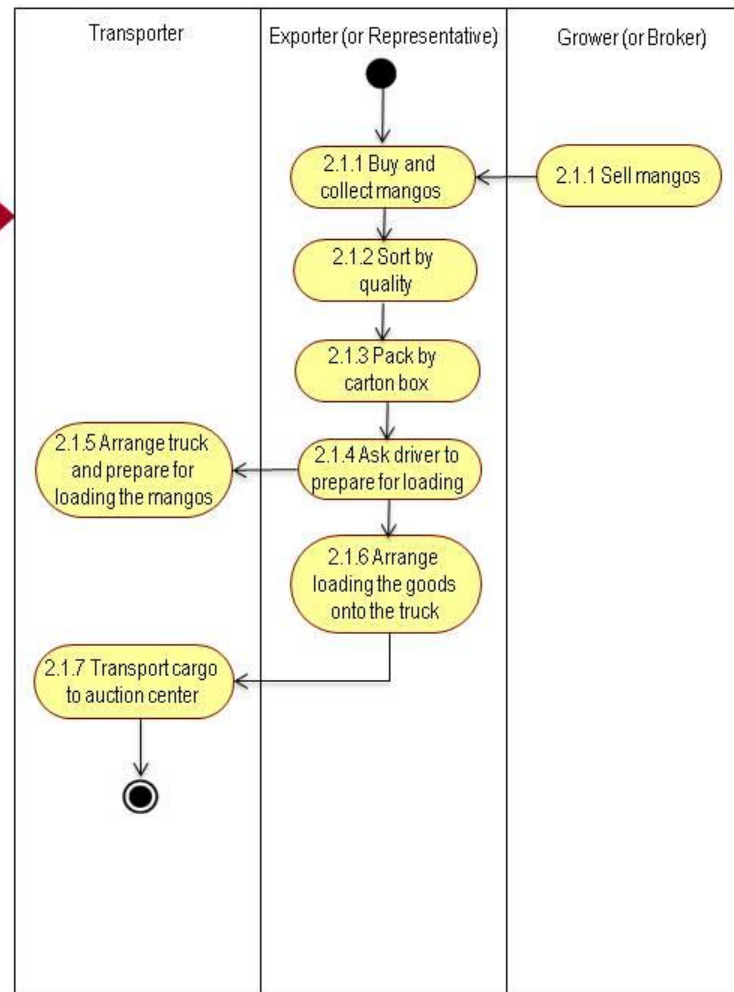 Transporter
Exporter (or Representative)
Grower (or Broker)
2.1.1 Buy and
collect mangos
2.1.1 Sell mangos
2.1.2 Sort by
quality
2.1.3 Pack by
carton box
2.1.5 Arrange truck
and prepare for
loading the mangos
2.1.4 Ask driver to
prepare for loading
2.1.6 Arrange
loading the goods
onto the truck
2.1.7 Transport cargo
to auction center